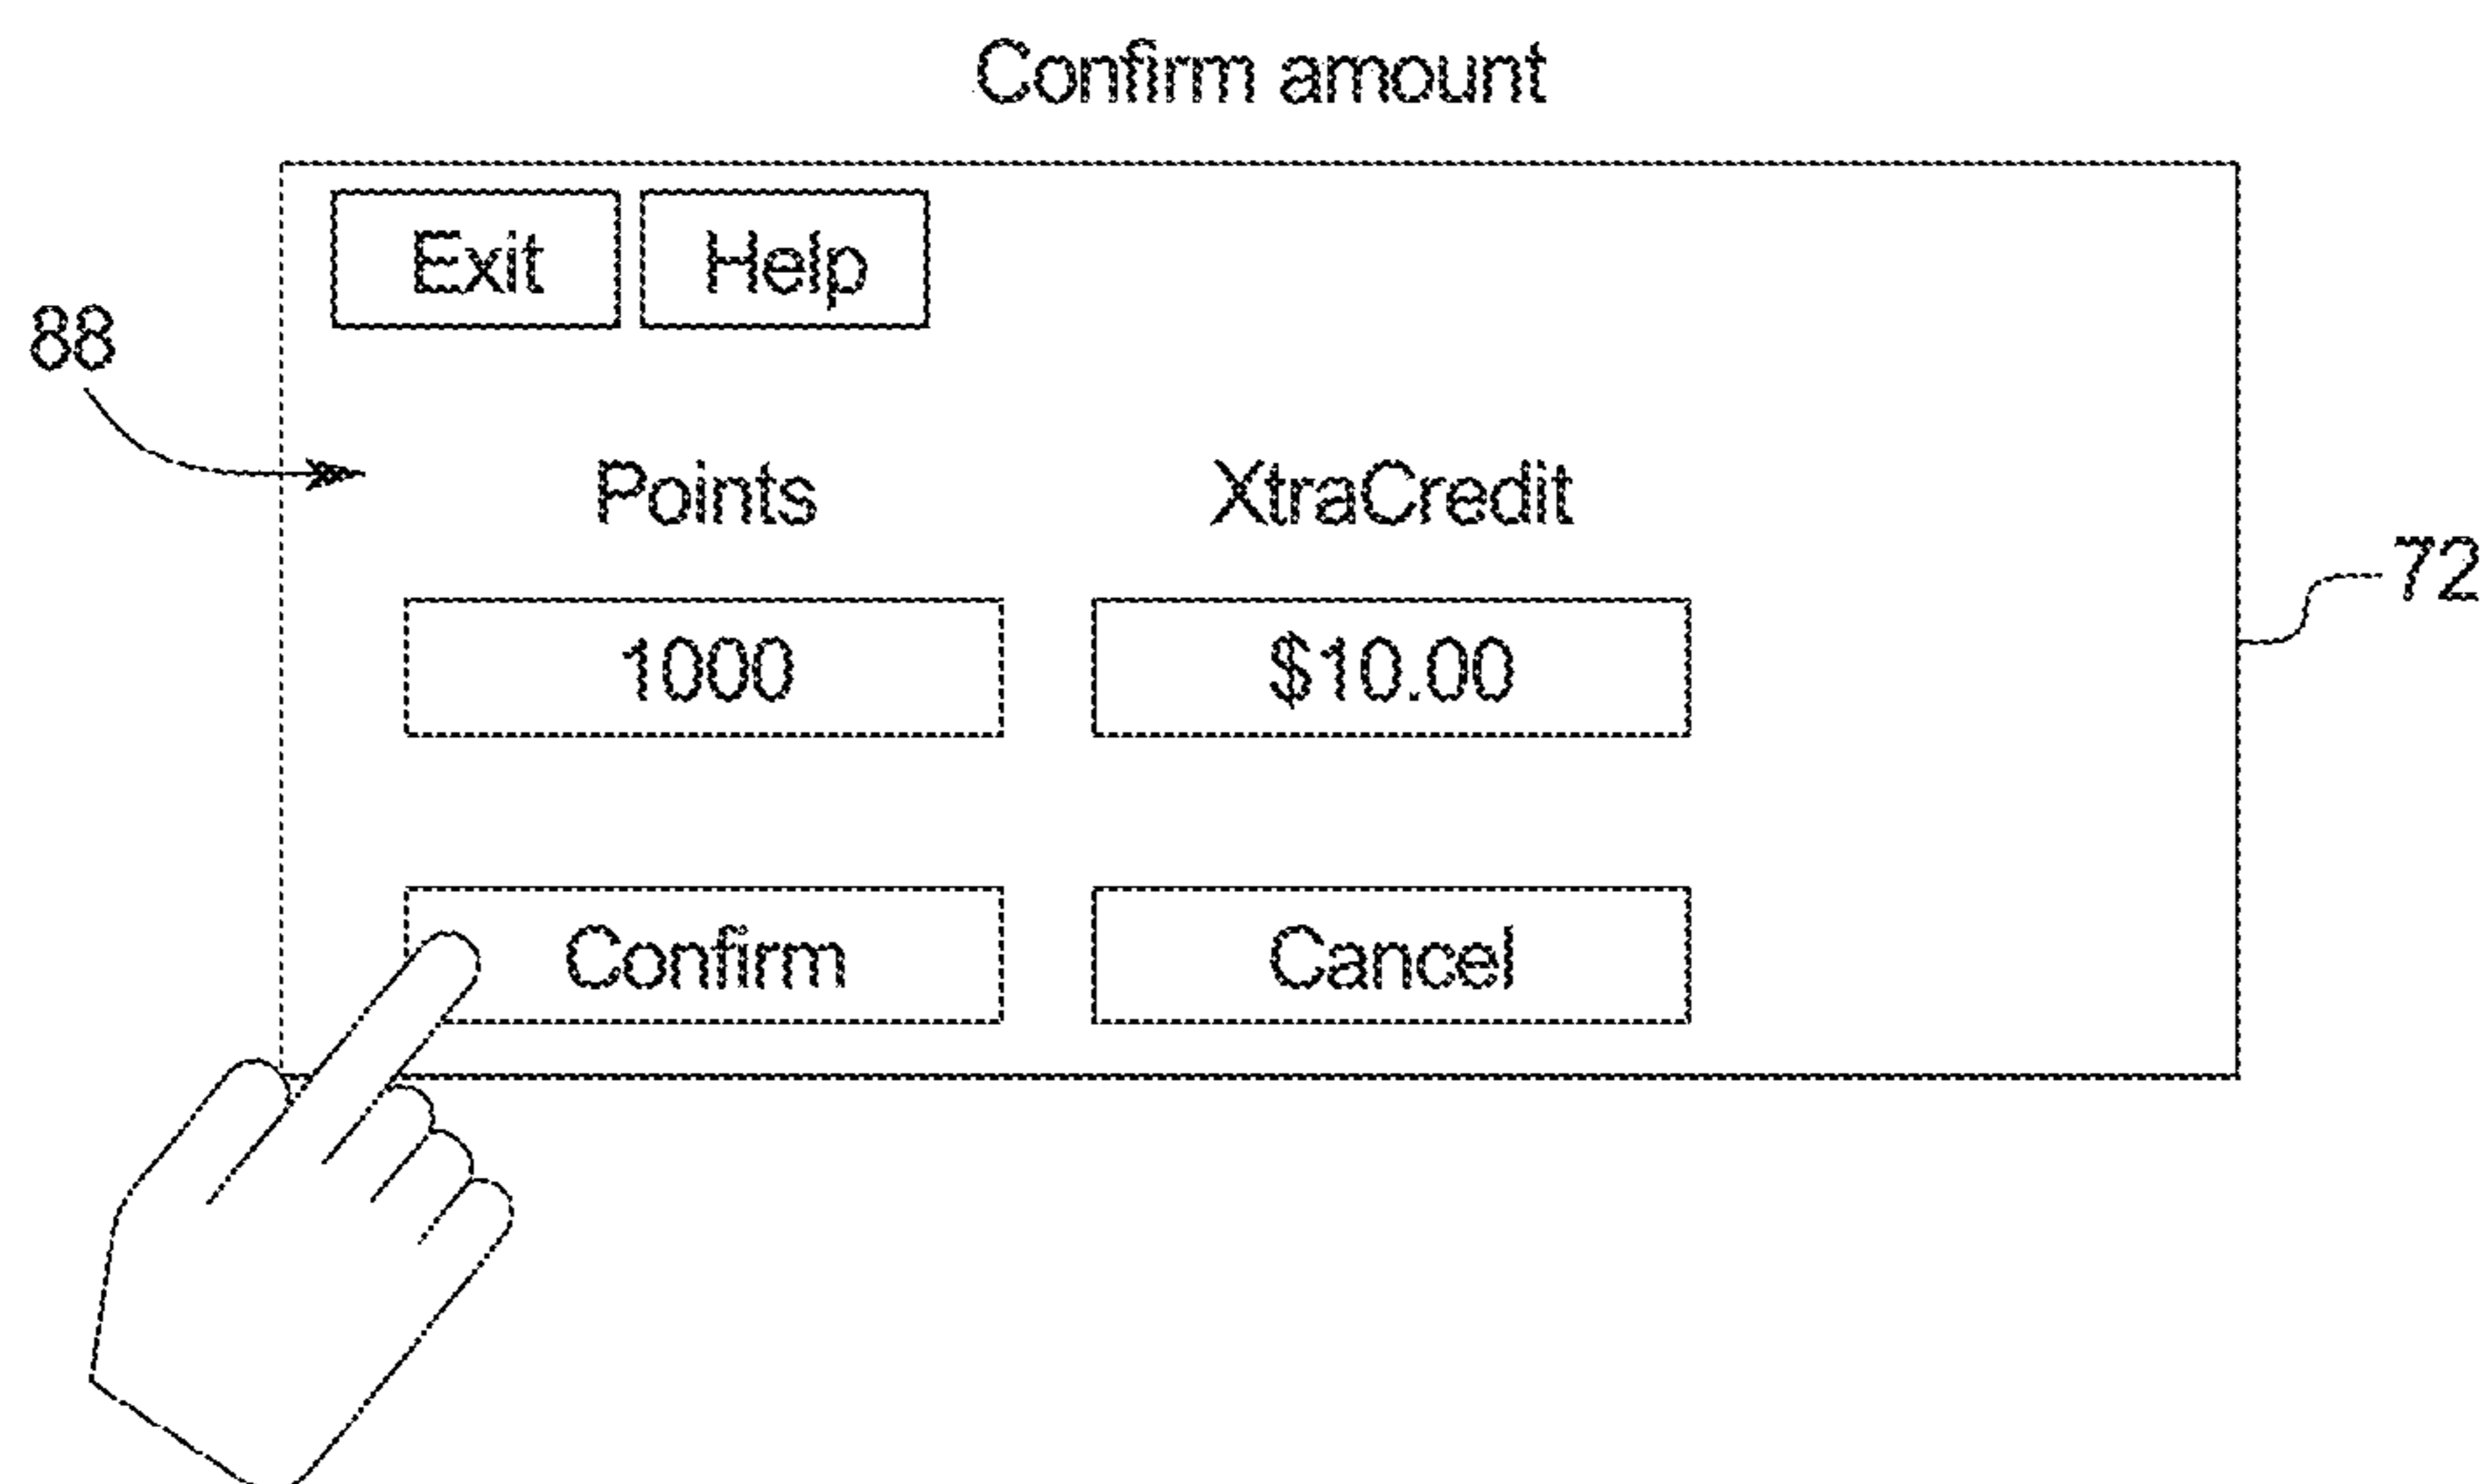 Confirm amount
Exit Help
88
Points XtraCredit
72
1000 $10.00
Confirm Cancel